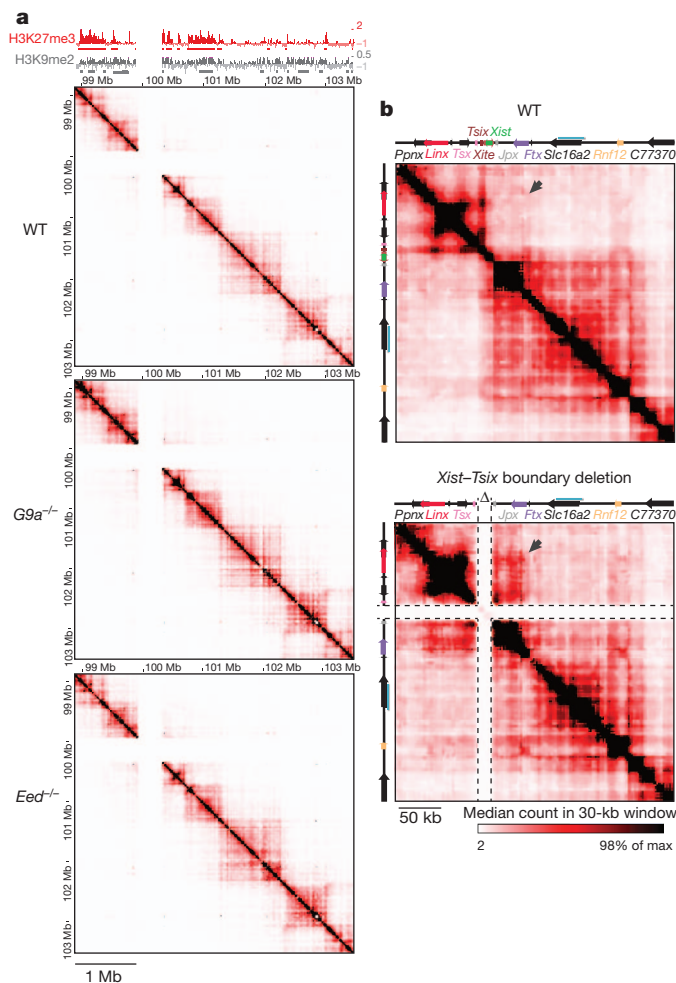 a
H3K27me3
2
−1
H3K9me2
0.5
−1
99 Mb 100 Mb 101 Mb 102 Mb 103 Mb
99 Mb
100 Mb
101 Mb
102 Mb
103 Mb
WT
99 Mb 100 Mb 101 Mb 102 Mb 103 Mb
99 Mb
100 Mb
101 Mb
102 Mb
103 Mb
G9a−/−
99 Mb 100 Mb 101 Mb 102 Mb 103 Mb
99 Mb
100 Mb
101 Mb
102 Mb
103 Mb
Eed−/−
1 Mb
b
WT
Tsix Xist
Ppnx Linx Tsx Xite Jpx Ftx Slc16a2 Rnf12 C77370
Xist–Tsix boundary deletion
Δ
Ppnx Linx Tsx Jpx Ftx Slc16a2 Rnf12 C77370
50 kb
Median count in 30-kb window
2 98% of max